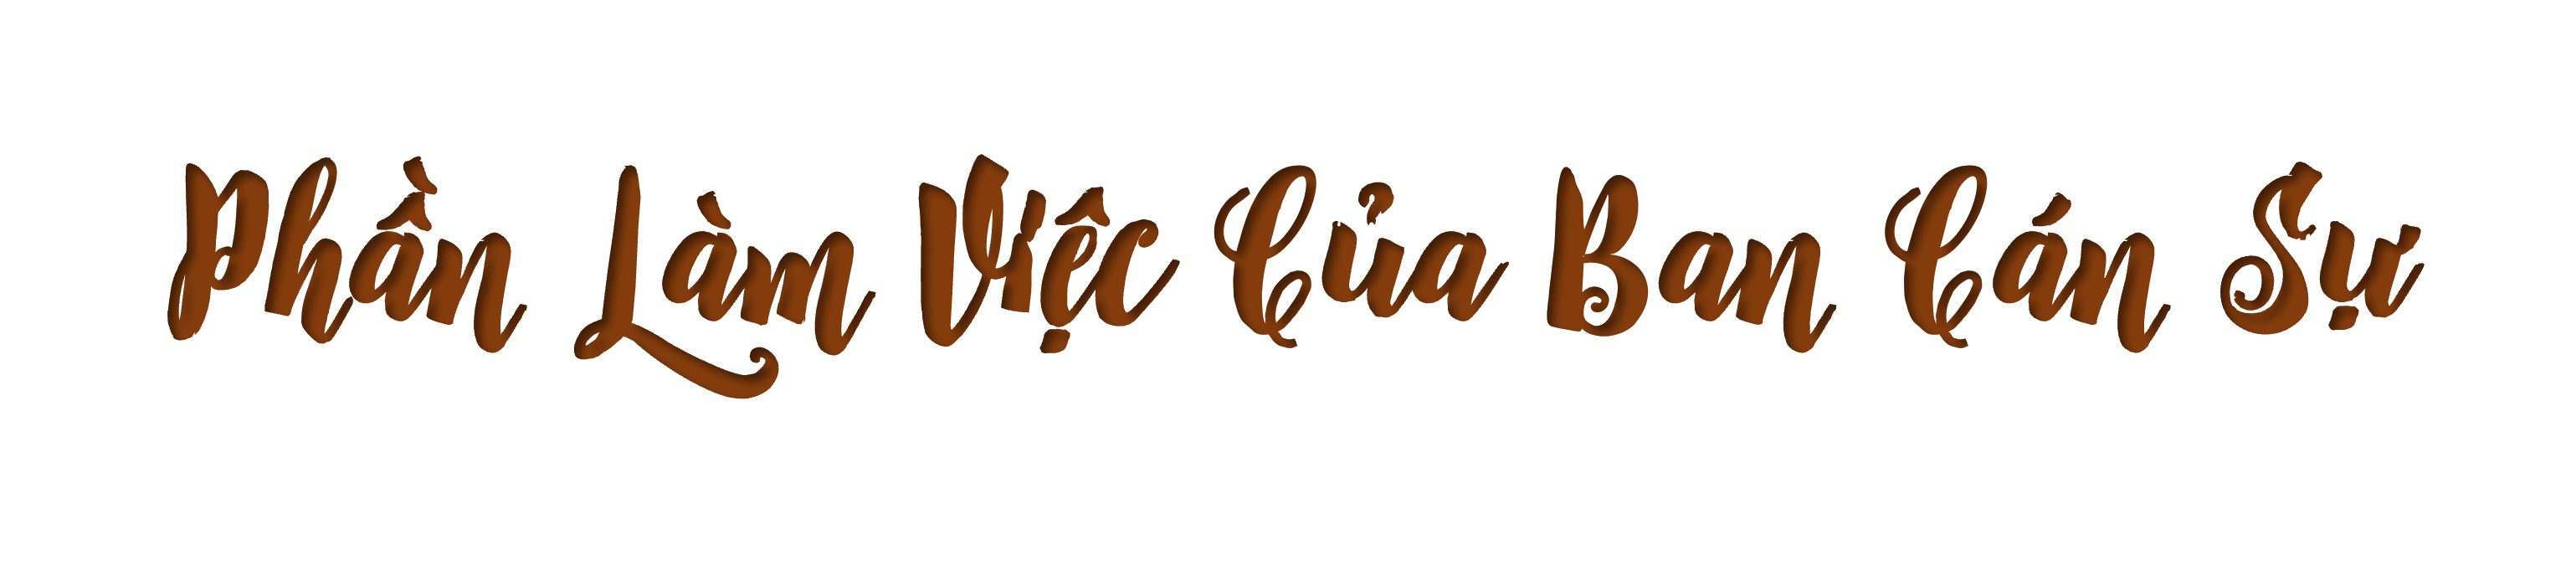 Phần Làm Việc Của Ban Cán Sự